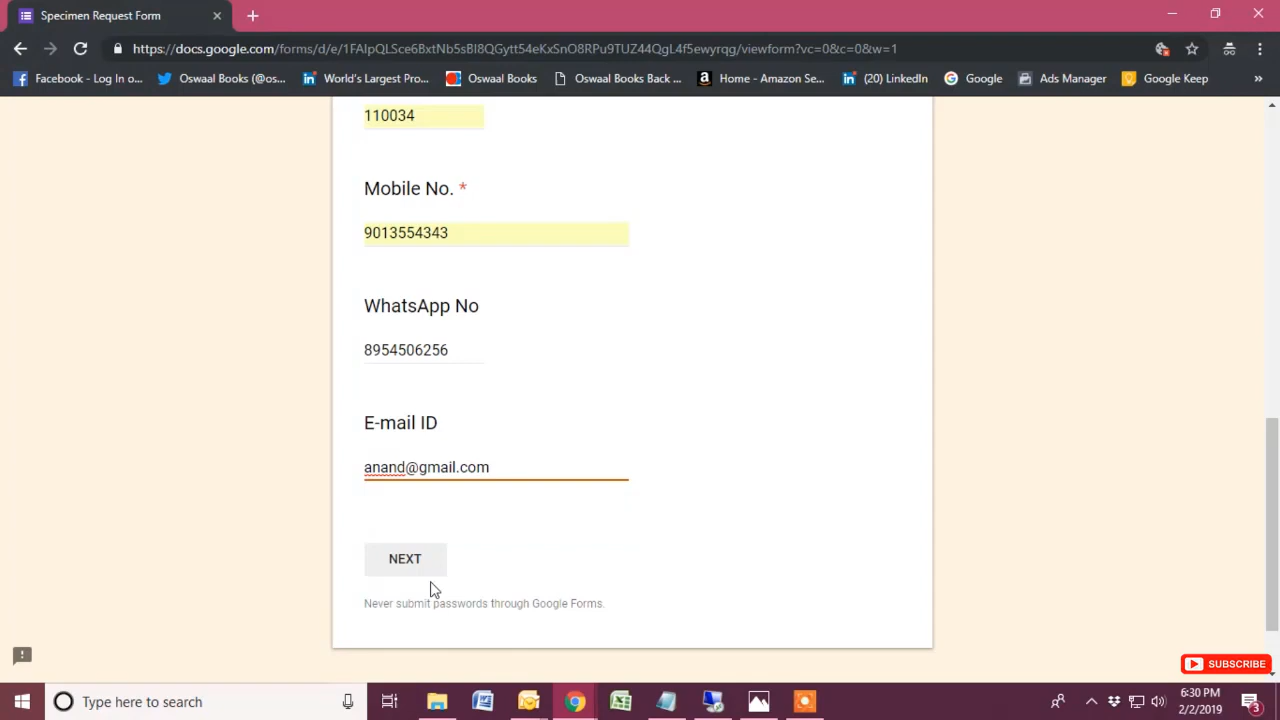 Specimen Request Form
https://docs.google.com/forms/d/e/1FAIpQLSce6BxtNb5sBI8QGytt54eKxSnO8RPu9TUZ44QgL4f5ewyrqg/viewform?vc=0&c=0&w=1
Facebook - Log In o... Oswaal Books (@os... World's Largest Pro... Oswaal Books Oswaal Books Back ... Home - Amazon Se... (20) LinkedIn Google Ads Manager Google Keep »
110034
Mobile No. *
9013554343
WhatsApp No
8954506256
E-mail ID
anand@gmail.com
NEXT
Never submit passwords through Google Forms.
SUBSCRIBE
Type here to search
6:30 PM
2/2/2019
3